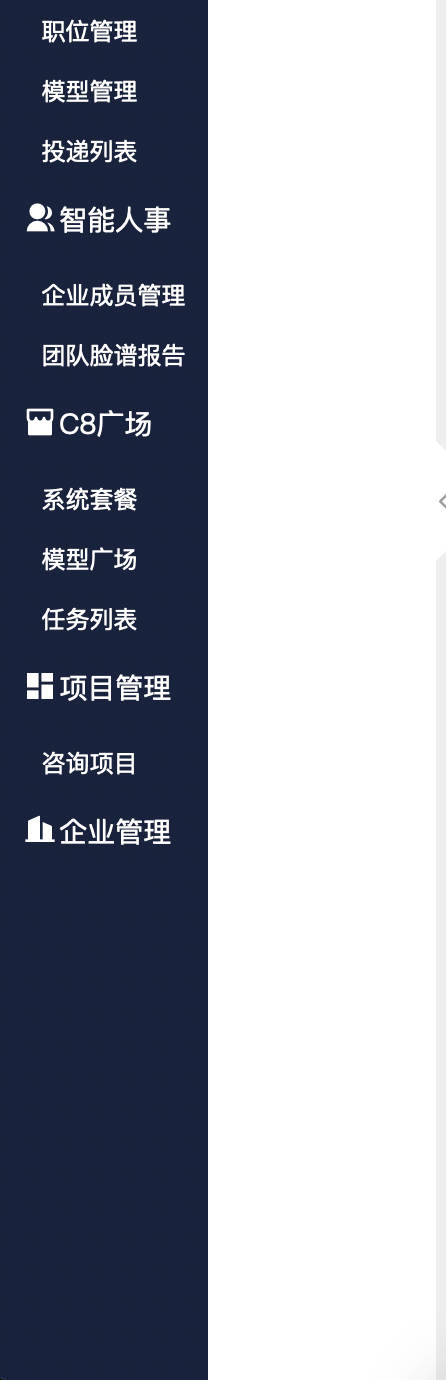 职位管理
模型管理
投递列表
智能人事
企业成员管理
团队脸谱报告
C8广场
系统套餐
模型广场
任务列表
项目管理
咨询项目
企业管理